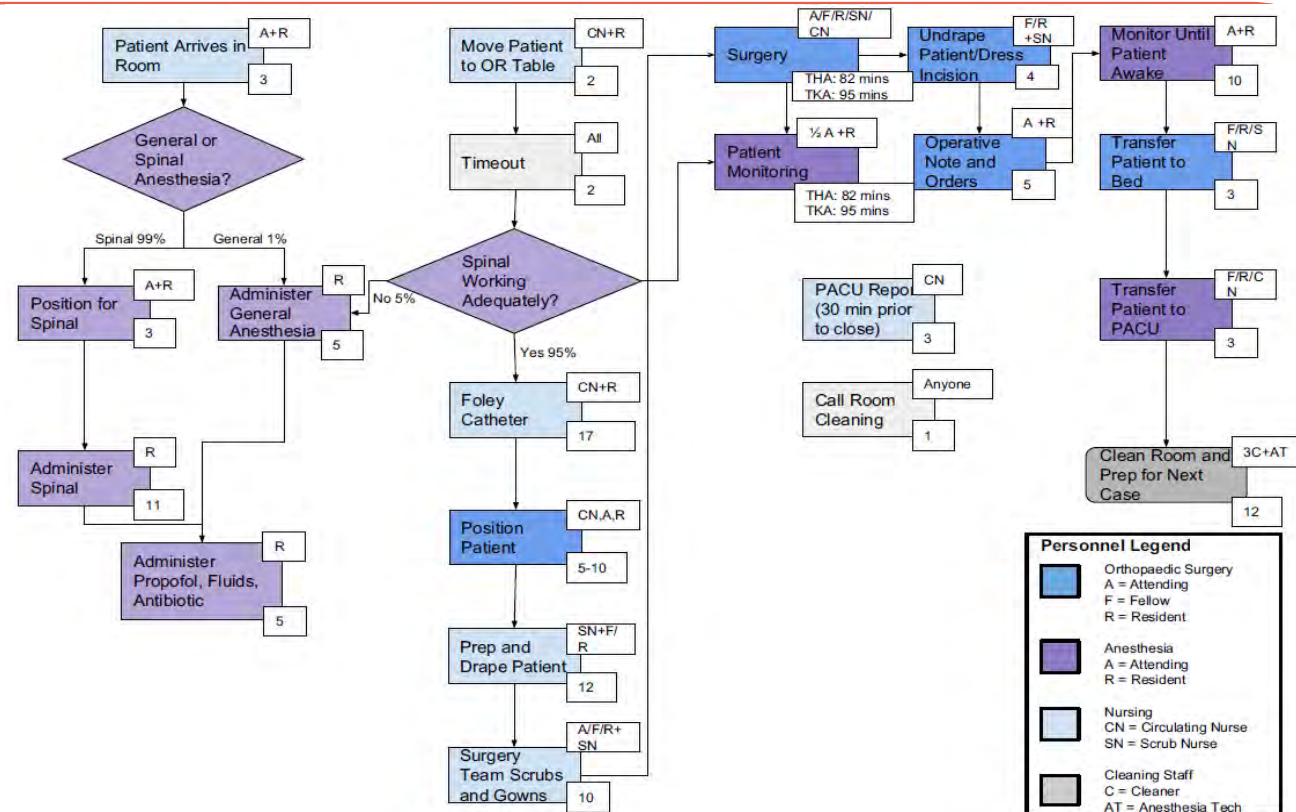 A+R
Patient Arrives in
Room
3
General or
Spinal
Anesthesia?
Spinal 99%
General 1%
A+R
Position for
Spinal
3
R
Administer
General
Anesthesia
5
R
Administer
Spinal
11
R
Administer
Propofol, Fluids,
Antibiotic
5
CN+R
Move Patient
to OR Table
2
All
Timeout
2
Spinal
Working
Adequately?
No 5%
Yes 95%
CN+R
Foley
Catheter
17
CN,A,R
Position
Patient
5-10
SN+F/
R
Prep and
Drape Patient
12
A/F/R+
SN
Surgery
Team Scrubs
and Gowns
10
A/F/R/SN/
CN
Surgery
THA: 82 mins
TKA: 95 mins
½ A +R
Patient
Monitoring
THA: 82 mins
TKA: 95 mins
F/R
+SN
Undrape
Patient/Dress
Incision
4
A +R
Operative
Note and
Orders
5
CN
PACU Repor
(30 min prior
to close)
3
Anyone
Call Room
Cleaning
1
A+R
Monitor Until
Patient
Awake
10
F/R/S
N
Transfer
Patient to
Bed
3
F/R/C
N
Transfer
Patient to
PACU
3
3C+AT
Clean Room and
Prep for Next
Case
12
Personnel Legend
Orthopaedic Surgery
A = Attending
F = Fellow
R = Resident
Anesthesia
A = Attending
R = Resident
Nursing
CN = Circulating Nurse
SN = Scrub Nurse
Cleaning Staff
C = Cleaner
AT = Anesthesia Tech